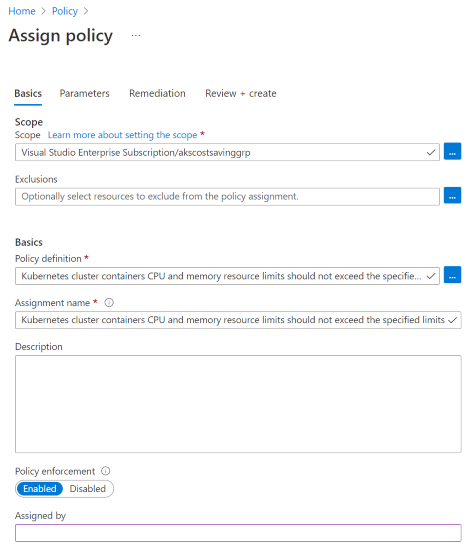 Home > Policy >
Assign policy ...
Basics Parameters Remediation Review + create
Scope
Scope Learn more about setting the scope *
Visual Studio Enterprise Subscription/akscostsavinggrp ...
Exclusions
Optionally select resources to exclude from the policy assignment. ...
Basics
Policy definition *
Kubernetes cluster containers CPU and memory resource limits should not exceed the specifie... ...
Assignment name *
Kubernetes cluster containers CPU and memory resource limits should not exceed the specified limits
Description
Policy enforcement
Enabled Disabled
Assigned by